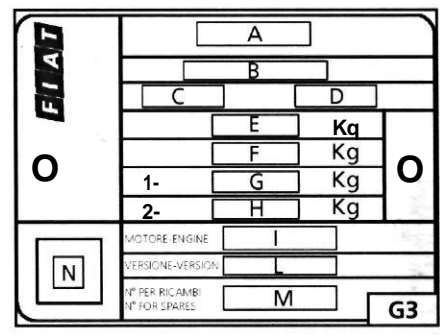 FIAT
A
B
C D
E Kg
F Kg
O O
1- G Kg
2- H Kg
MOTORE-ENGINE I
VERSIONE-VERSION L
N
N° PER RICAMBI
N° FOR SPARES M
G3